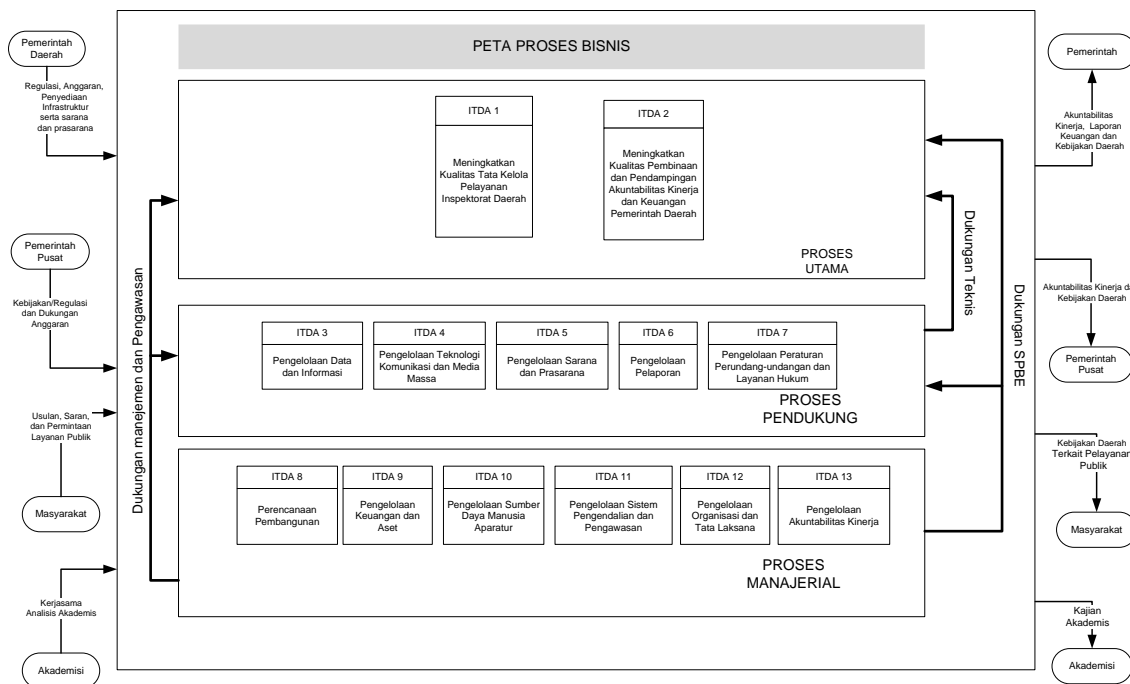 PETA PROSES BISNIS
Pemerintah
Daerah
Regulasi, Anggaran,
Penyediaan
Infrastruktur
serta sarana
dan prasarana
Pemerintah
Pusat
Kebijakan/Regulasi
dan Dukungan
Anggaran
Usulan, Saran,
dan Permintaan
Layanan Publik
Masyarakat
Kerjasama
Analisis Akademis
Akademisi
Dukungan manejemen dan Pengawasan
ITDA 1
Meningkatkan
Kualitas Tata Kelola
Pelayanan
Inspektorat Daerah
ITDA 2
Meningkatkan
Kualitas Pembinaan
dan Pendampingan
Akuntabilitas Kinerja
dan Keuangan
Pemerintah Daerah
PROSES
UTAMA
ITDA 3
Pengelolaan Data
dan Informasi
ITDA 4
Pengelolaan Teknologi
Komunikasi dan Media
Massa
ITDA 5
Pengelolaan Sarana
dan Prasarana
ITDA 6
Pengelolaan
Pelaporan
ITDA 7
Pengelolaan Peraturan
Perundang-undangan dan
Layanan Hukum
PROSES
PENDUKUNG
ITDA 8
Perencanaan
Pembangunan
ITDA 9
Pengelolaan
Keuangan dan
Aset
ITDA 10
Pengelolaan Sumber
Daya Manusia
Aparatur
ITDA 11
Pengelolaan Sistem
Pengendalian dan
Pengawasan
ITDA 12
Pengelolaan
Organisasi dan
Tata Laksana
ITDA 13
Pengelolaan
Akuntabilitas Kinerja
PROSES
MANAJERIAL
Dukungan Teknis
Dukungan SPBE
Pemerintah
Akuntabilitas
Kinerja, Laporan
Keuangan dan
Kebijakan Daerah
Akuntabilitas Kinerja da
Kebijakan Daerah
Pemerintah
Pusat
Kebijakan Daerah
Terkait Pelayanan
Publik
Masyarakat
Kajian
Akademis
Akademisi